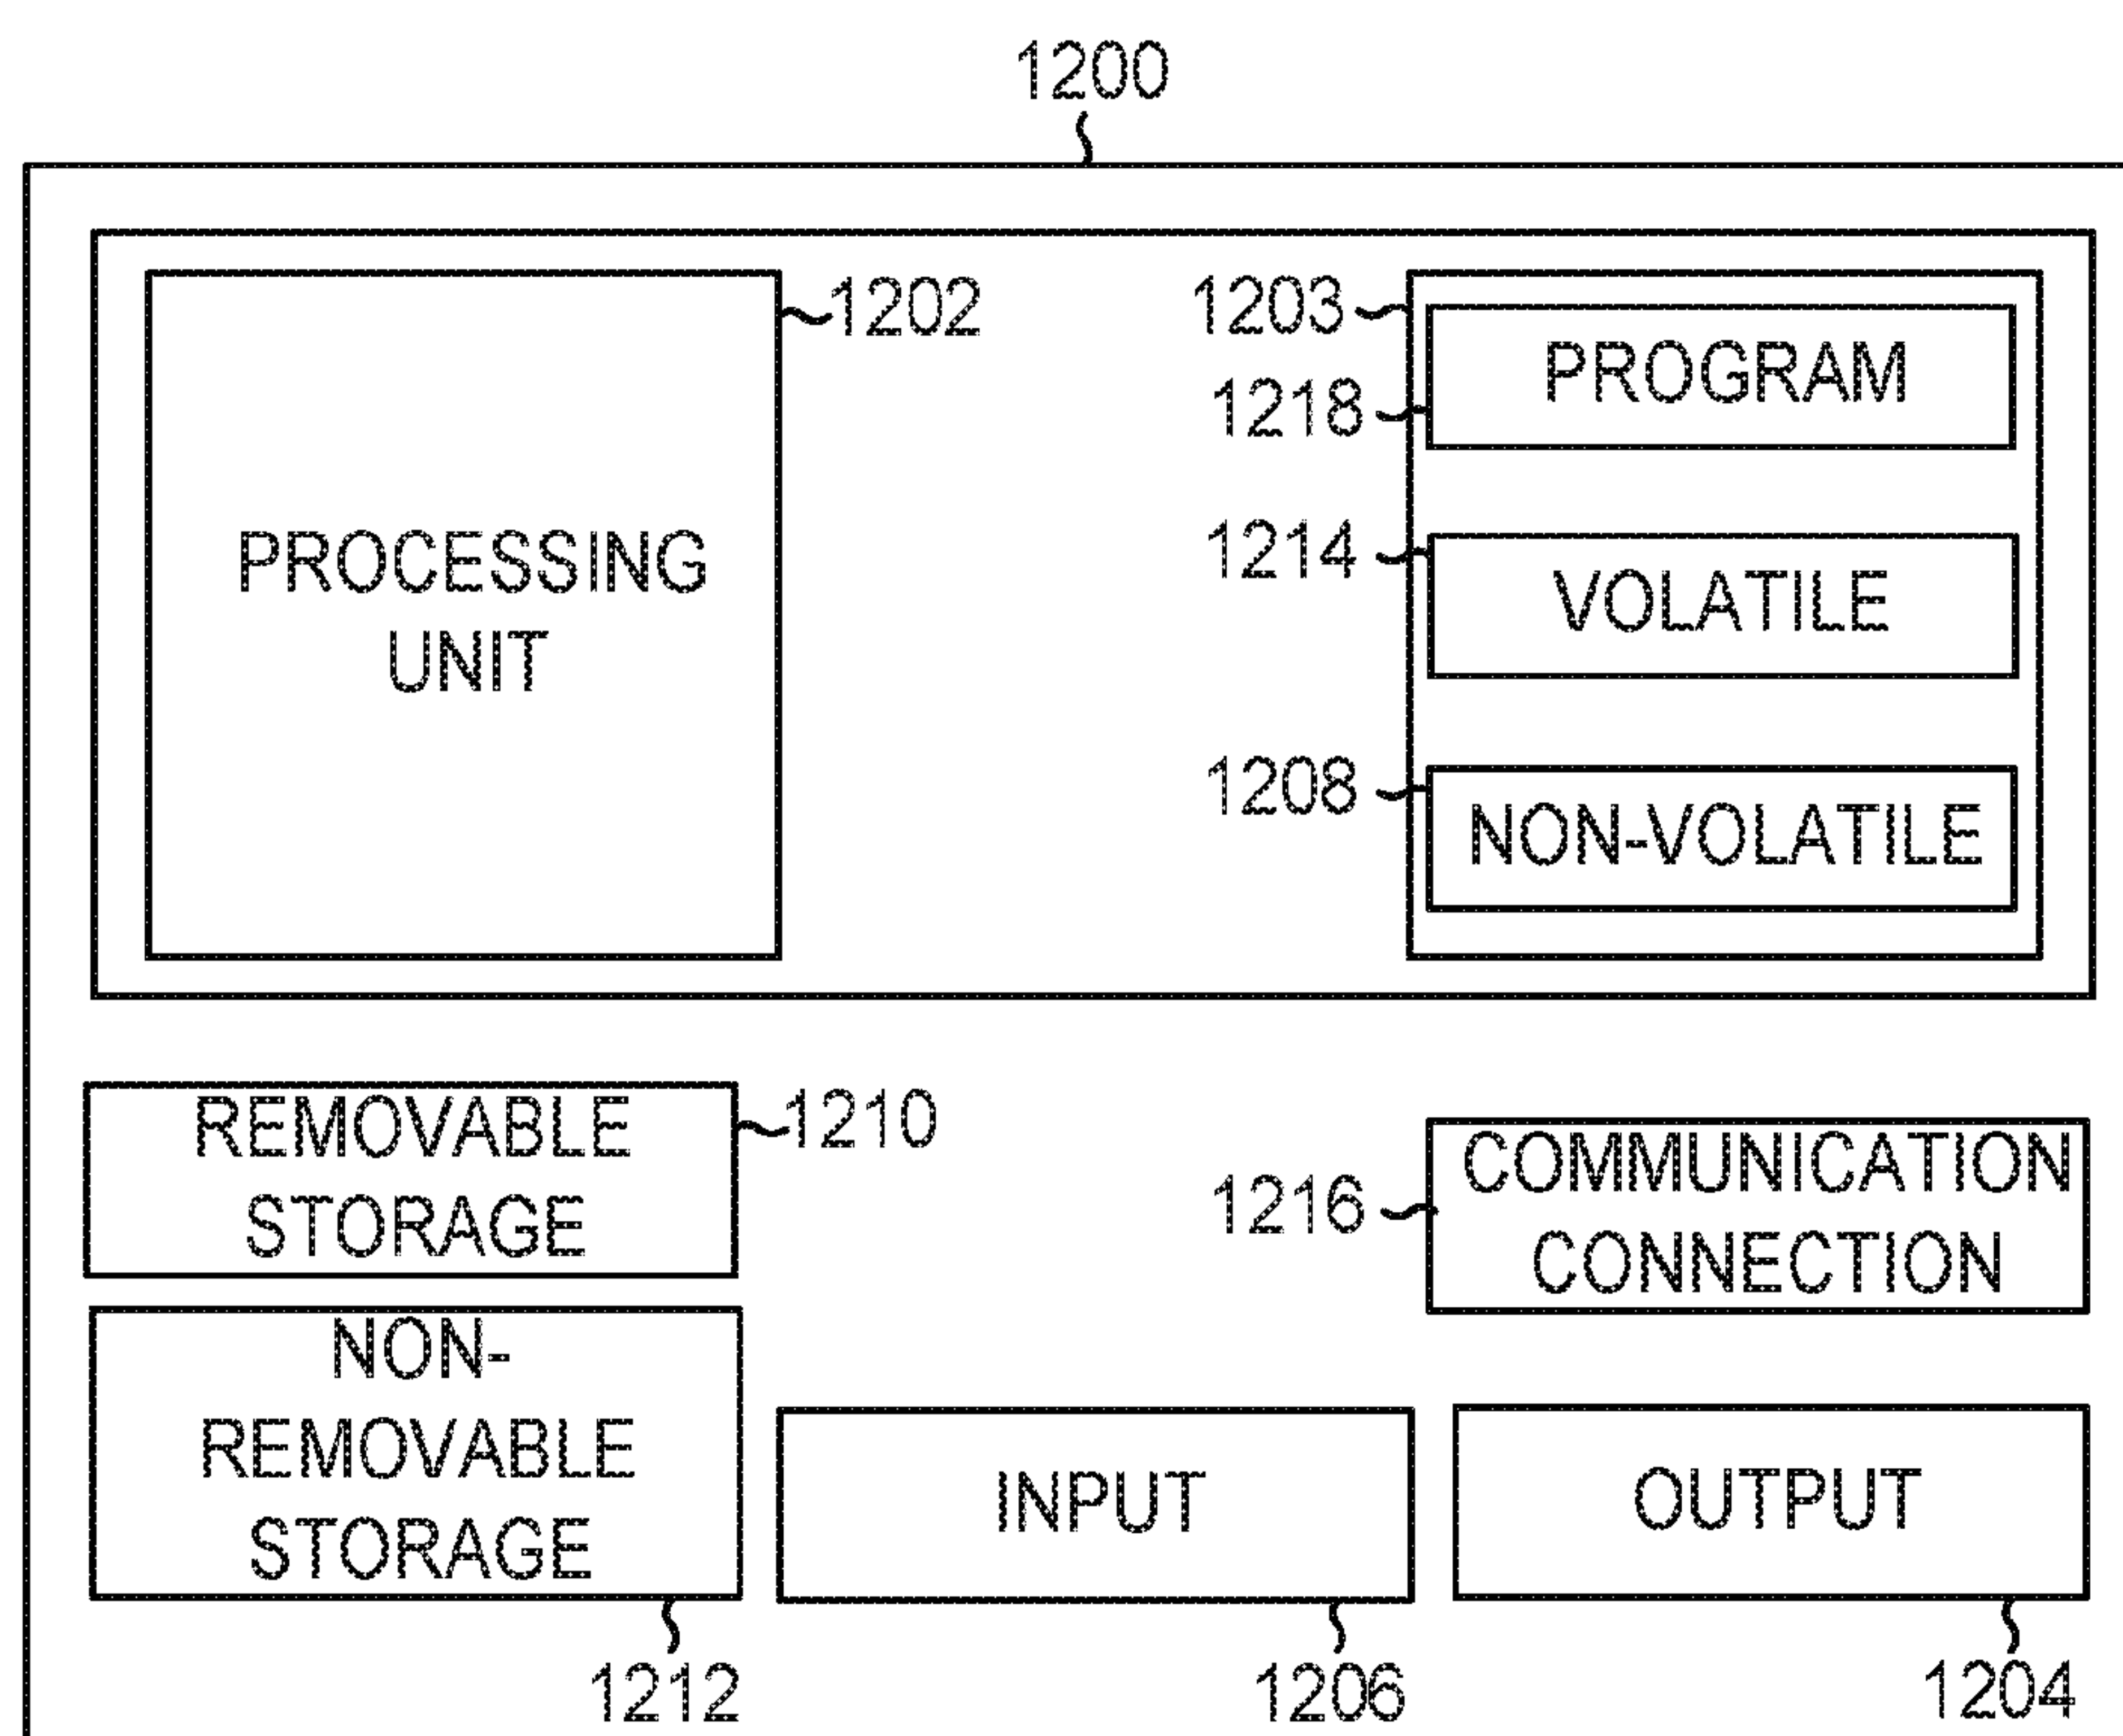 1200
1202
1203
PROGRAM
1218
1214
VOLATILE
PROCESSING
UNIT
1208
NON-VOLATILE
REMOVABLE
STORAGE
1210
COMMUNICATION
CONNECTION
1216
NON-
REMOVABLE
STORAGE
INPUT
OUTPUT
1212
1206
1204